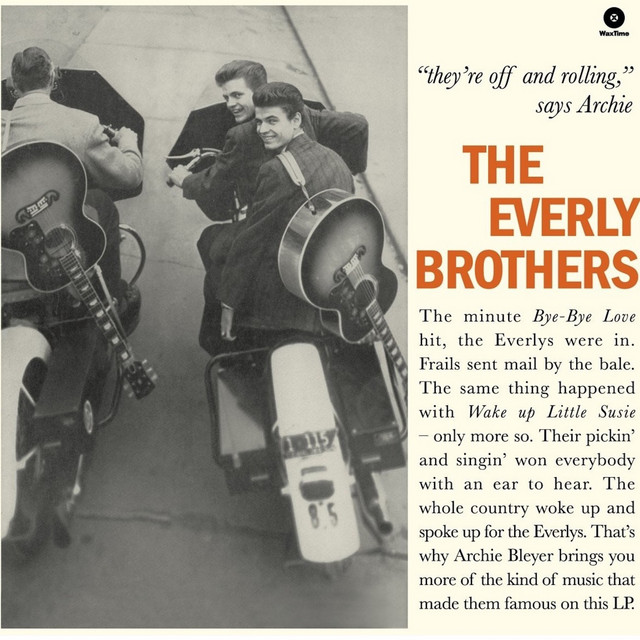 WaxTime
“they’re off and rolling,”
says Archie
THE
EVERLY
BROTHERS
The minute Bye-Bye Love
hit, the Everlys were in.
Frails sent mail by the bale.
The same thing happened
with Wake up Little Susie
– only more so. Their pickin’
and singin’ won everybody
with an ear to hear. The
whole country woke up and
spoke up for the Everlys. That’s
why Archie Bleyer brings you
more of the kind of music that
made them famous on this LP.